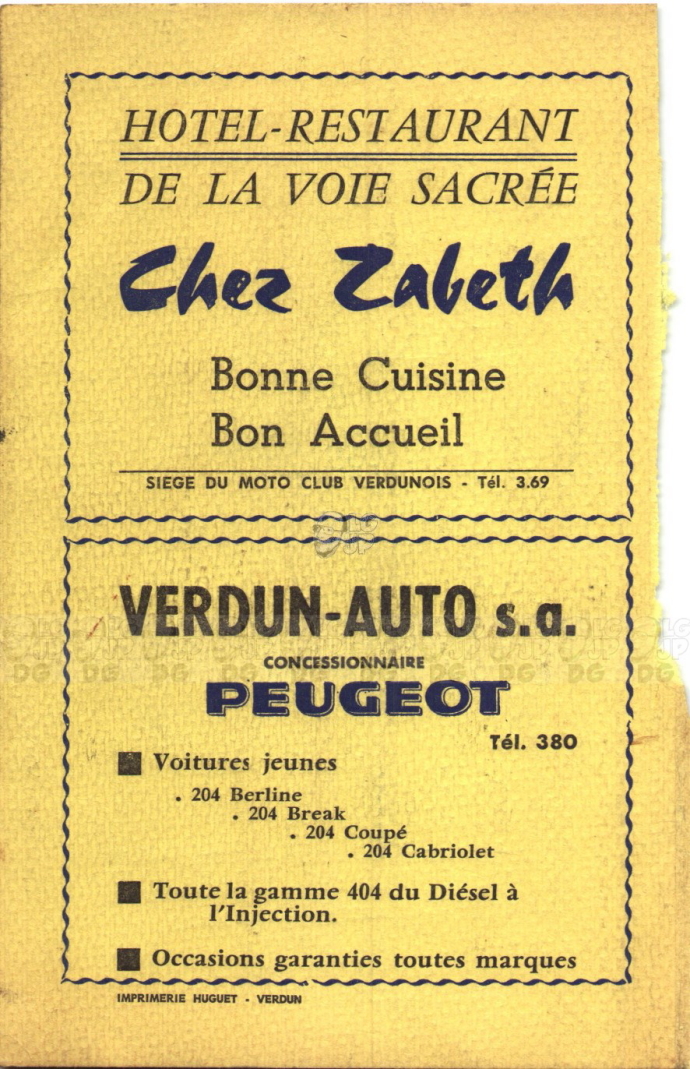 HOTEL-RESTAURANT
DE LA VOIE SACRÉE
Chez Zabeth
Bonne Cuisine
Bon Accueil
SIEGE DU MOTO CLUB VERDUNOIS - Tél. 3.69
VERDUN-AUTO s.a.
CONCESSIONNAIRE
PEUGEOT
Tél. 380
■ Voitures jeunes
. 204 Berline
. 204 Break
. 204 Coupé
. 204 Cabriolet
■ Toute la gamme 404 du Diésel à
l'Injection.
■ Occasions garanties toutes marques
IMPRIMERIE HUGUET - VERDUN